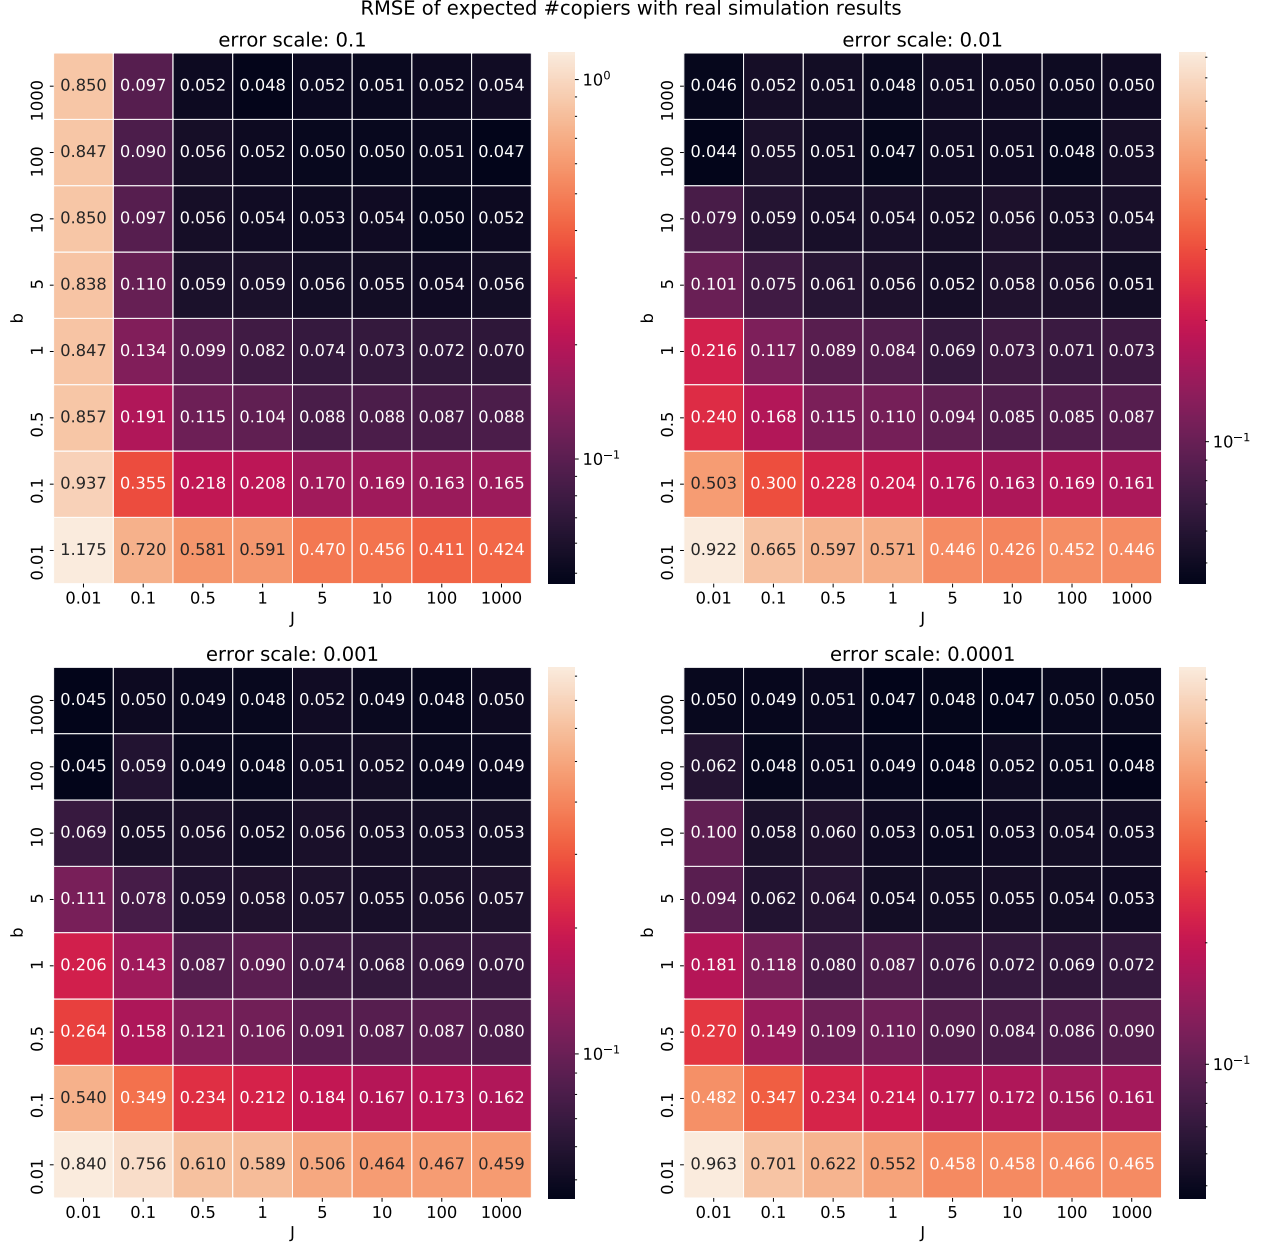 RMSE of expected #copiers with real simulation results
error scale: 0.1
1000 0.850 0.097 0.052 0.048 0.052 0.051 0.052 0.054
100 0.847 0.090 0.056 0.052 0.050 0.050 0.051 0.047
10 0.850 0.097 0.056 0.054 0.053 0.054 0.050 0.052
5 0.838 0.110 0.059 0.059 0.056 0.055 0.054 0.056
1 0.847 0.134 0.099 0.082 0.074 0.073 0.072 0.070
0.5 0.857 0.191 0.115 0.104 0.088 0.088 0.087 0.088
0.1 0.937 0.355 0.218 0.208 0.170 0.169 0.163 0.165
0.01 1.175 0.720 0.581 0.591 0.470 0.456 0.411 0.424
0.01 0.1 0.5 1 5 10 100 1000
b
J
10⁰
10⁻¹
error scale: 0.01
1000 0.046 0.052 0.051 0.048 0.051 0.050 0.050 0.050
100 0.044 0.055 0.051 0.047 0.051 0.051 0.048 0.053
10 0.079 0.059 0.054 0.054 0.052 0.056 0.053 0.054
5 0.101 0.075 0.061 0.056 0.052 0.058 0.056 0.051
1 0.216 0.117 0.089 0.084 0.069 0.073 0.071 0.073
0.5 0.240 0.168 0.115 0.110 0.094 0.085 0.085 0.087
0.1 0.503 0.300 0.228 0.204 0.176 0.163 0.169 0.161
0.01 0.922 0.665 0.597 0.571 0.446 0.426 0.452 0.446
0.01 0.1 0.5 1 5 10 100 1000
b
J
10⁻¹
error scale: 0.001
1000 0.045 0.050 0.049 0.048 0.052 0.049 0.048 0.050
100 0.045 0.059 0.049 0.048 0.051 0.052 0.049 0.049
10 0.069 0.055 0.056 0.052 0.056 0.053 0.053 0.053
5 0.111 0.078 0.059 0.058 0.057 0.055 0.056 0.057
1 0.206 0.143 0.087 0.090 0.074 0.068 0.069 0.070
0.5 0.264 0.158 0.121 0.106 0.091 0.087 0.087 0.080
0.1 0.540 0.349 0.234 0.212 0.184 0.167 0.173 0.162
0.01 0.840 0.756 0.610 0.589 0.506 0.464 0.467 0.459
0.01 0.1 0.5 1 5 10 100 1000
b
J
10⁻¹
error scale: 0.0001
1000 0.050 0.049 0.051 0.047 0.048 0.047 0.050 0.050
100 0.062 0.048 0.051 0.049 0.048 0.052 0.051 0.048
10 0.100 0.058 0.060 0.053 0.051 0.053 0.054 0.053
5 0.094 0.062 0.064 0.054 0.055 0.055 0.054 0.053
1 0.181 0.118 0.080 0.087 0.076 0.072 0.069 0.072
0.5 0.270 0.149 0.109 0.110 0.090 0.084 0.086 0.090
0.1 0.482 0.347 0.234 0.214 0.177 0.172 0.156 0.161
0.01 0.963 0.701 0.622 0.552 0.458 0.458 0.466 0.465
0.01 0.1 0.5 1 5 10 100 1000
b
J
10⁻¹